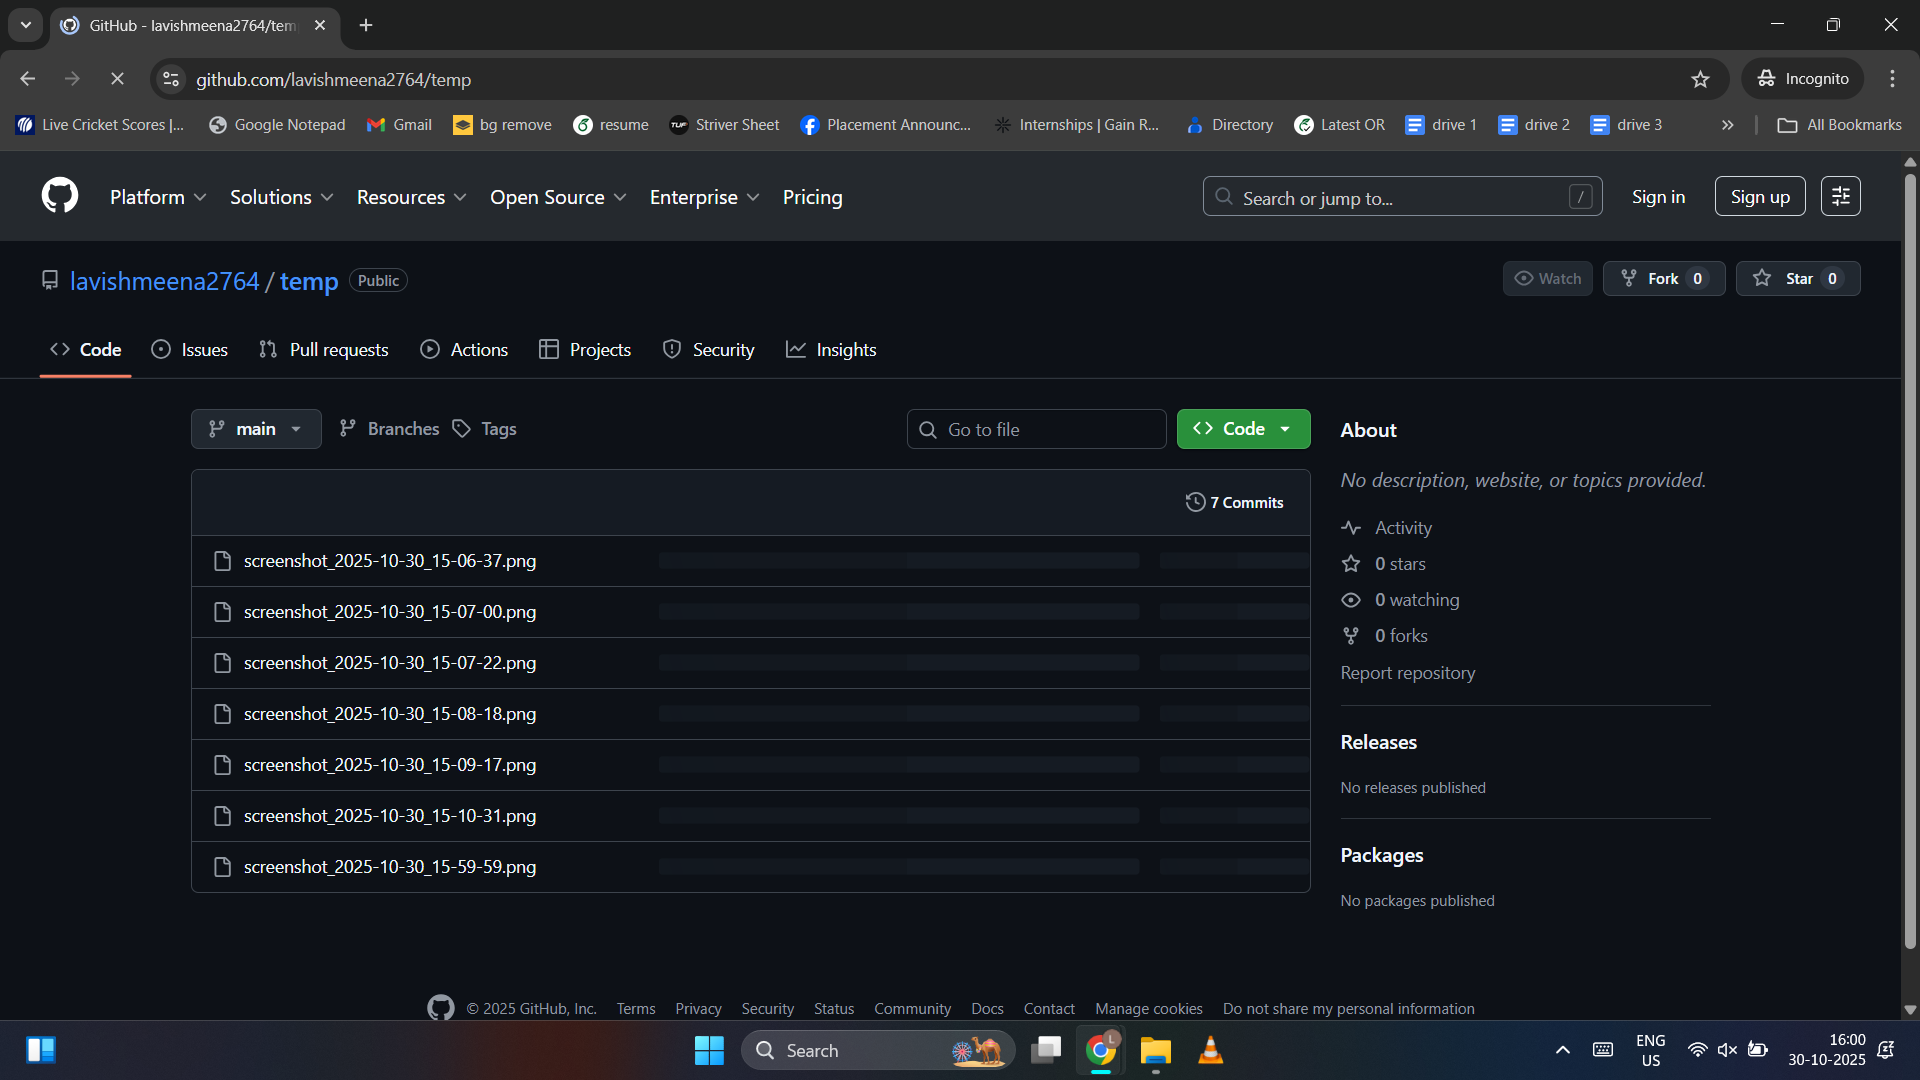 GitHub - lavishmeena2764/tem
github.com/lavishmeena2764/temp
Incognito
Live Cricket Scores |...
Google Notepad
Gmail
bg remove
resume
TUF
Striver Sheet
Placement Announc...
Internships | Gain R...
Directory
Latest OR
drive 1
drive 2
drive 3
All Bookmarks
Platform
Solutions
Resources
Open Source
Enterprise
Pricing
Search or jump to...
/
Sign in
Sign up
lavishmeena2764 / temp
Public
Watch
Fork 0
Star 0
Code
Issues
Pull requests
Actions
Projects
Security
Insights
main
Branches
Tags
Go to file
Code
7 Commits
screenshot_2025-10-30_15-06-37.png
screenshot_2025-10-30_15-07-00.png
screenshot_2025-10-30_15-07-22.png
screenshot_2025-10-30_15-08-18.png
screenshot_2025-10-30_15-09-17.png
screenshot_2025-10-30_15-10-31.png
screenshot_2025-10-30_15-59-59.png
About
No description, website, or topics provided.
Activity
0 stars
0 watching
0 forks
Report repository
Releases
No releases published
Packages
No packages published
© 2025 GitHub, Inc.
Terms
Privacy
Security
Status
Community
Docs
Contact
Manage cookies
Do not share my personal information
Search
L
ENG
US
16:00
30-10-2025